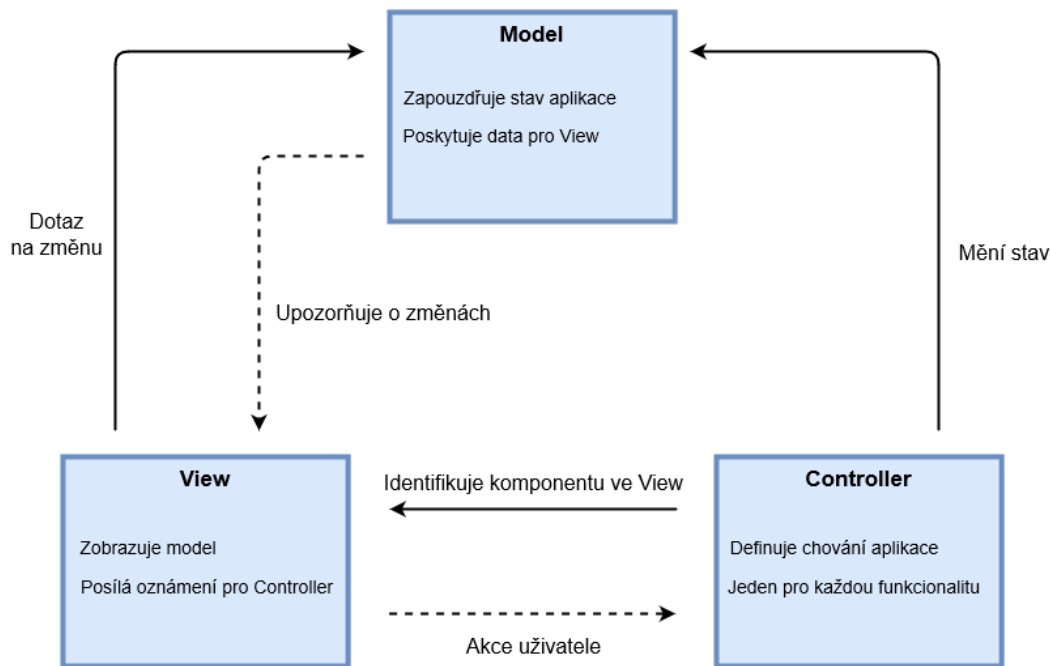 Model
Zapouzdřuje stav aplikace
Poskytuje data pro View
Dotaz
na změnu
Mění stav
Upozorňuje o změnách
View
Zobrazuje model
Posílá oznámení pro Controller
Identifikuje komponentu ve View
Akce uživatele
Controller
Definuje chování aplikace
Jeden pro každou funkcionalitu